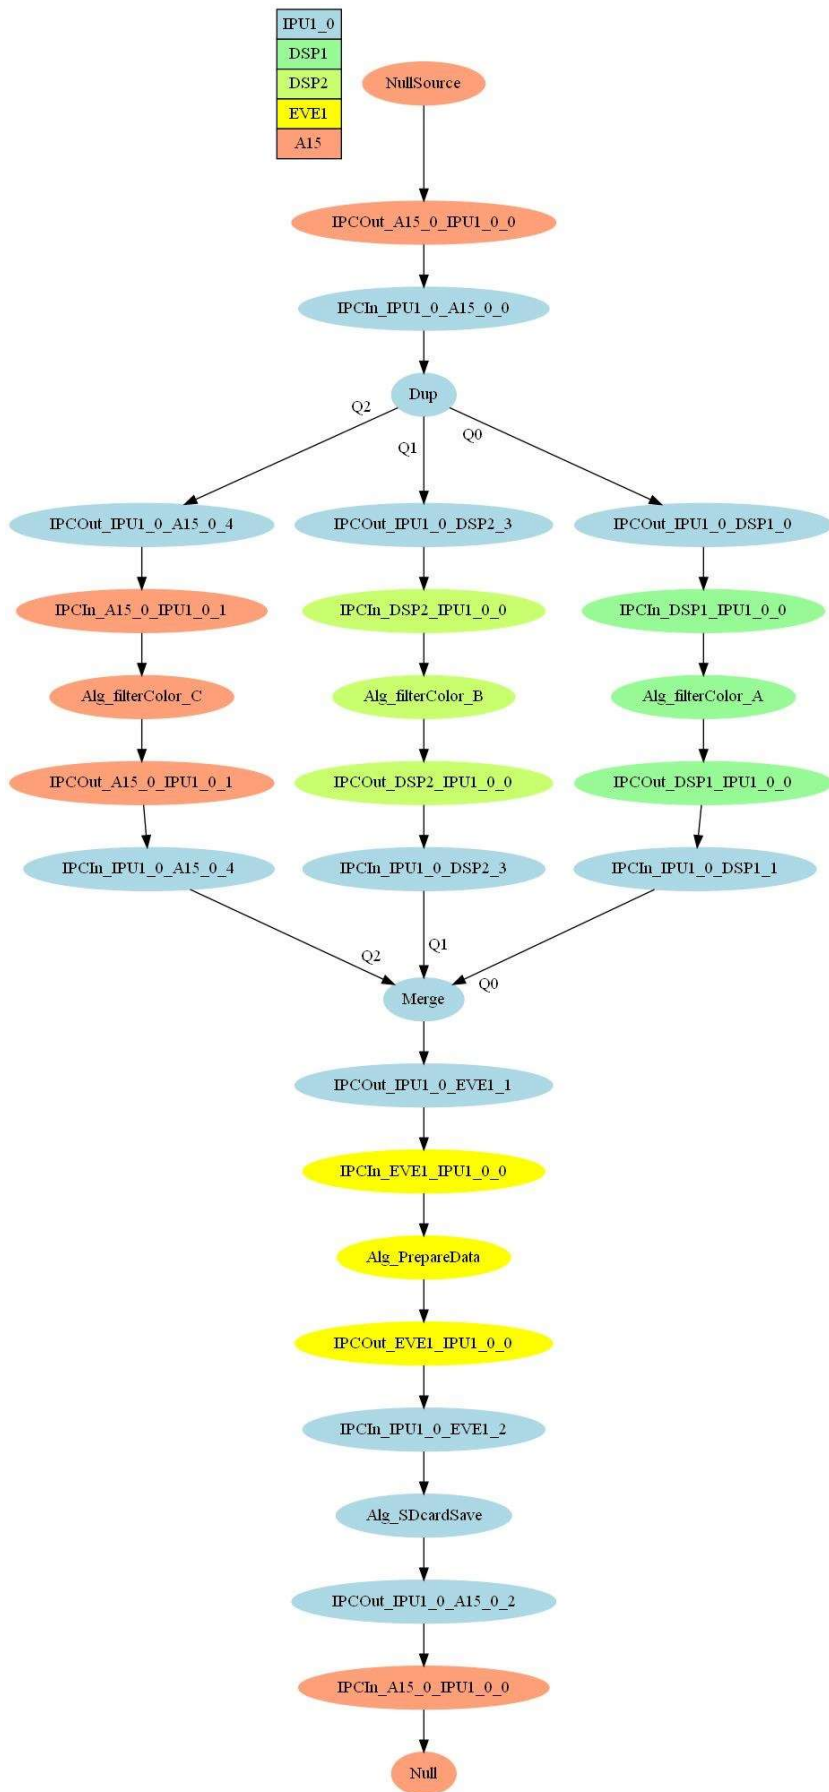 IPU1_0
DSP1
DSP2
EVE1
A15
NullSource
IPCOut_A15_0_IPU1_0_0
IPCIn_IPU1_0_A15_0_0
Dup
Q2
Q1
Q0
IPCOut_IPU1_0_A15_0_4
IPCOut_IPU1_0_DSP2_3
IPCOut_IPU1_0_DSP1_0
IPCIn_A15_0_IPU1_0_1
IPCIn_DSP2_IPU1_0_0
IPCIn_DSP1_IPU1_0_0
Alg_filterColor_C
Alg_filterColor_B
Alg_filterColor_A
IPCOut_A15_0_IPU1_0_1
IPCOut_DSP2_IPU1_0_0
IPCOut_DSP1_IPU1_0_0
IPCIn_IPU1_0_A15_0_4
IPCIn_IPU1_0_DSP2_3
IPCIn_IPU1_0_DSP1_1
Q2
Q1
Q0
Merge
IPCOut_IPU1_0_EVE1_1
IPCIn_EVE1_IPU1_0_0
Alg_PrepareData
IPCOut_EVE1_IPU1_0_0
IPCIn_IPU1_0_EVE1_2
Alg_SDcardSave
IPCOut_IPU1_0_A15_0_2
IPCIn_A15_0_IPU1_0_0
Null